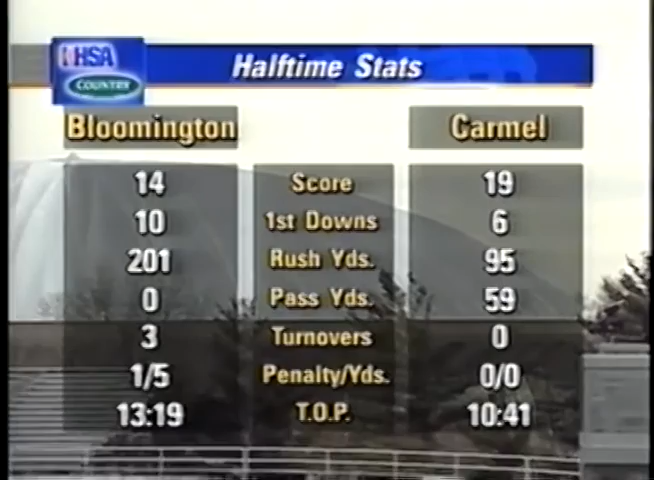 IHSA
COUNTRY
Halftime Stats
Bloomington Carmel
14 Score 19
10 1st Downs 6
201 Rush Yds. 95
0 Pass Yds. 59
3 Turnovers 0
1/5 Penalty/Yds. 0/0
13:19 T.O.P. 10:41